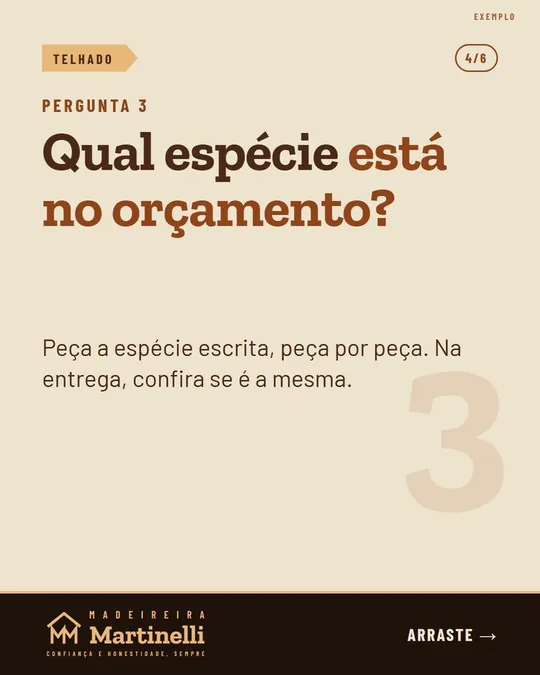 EXEMPLO
TELHADO
4/6
PERGUNTA 3
Qual espécie está
no orçamento?
Peça a espécie escrita, peça por peça. Na
entrega, confira se é a mesma.
3
MADEIREIRA
Martinelli
CONFIANÇA E HONESTIDADE, SEMPRE
ARRASTE →